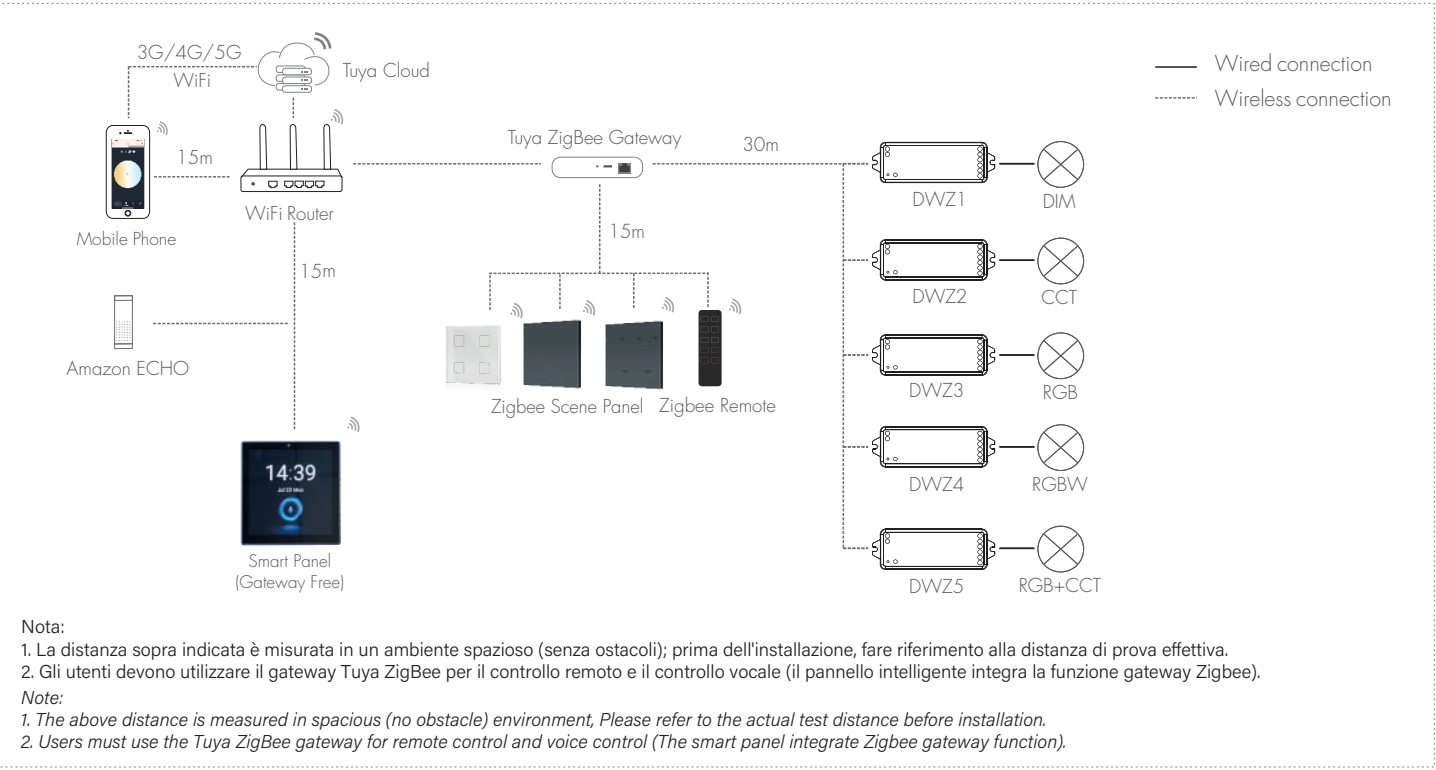 3G/4G/5G
WiFi
Tuya Cloud
Wired connection
Wireless connection
15m
Mobile Phone
WiFi Router
Tuya ZigBee Gateway
30m
DWZ1
DIM
15m
DWZ2
CCT
15m
Amazon ECHO
DWZ3
RGB
Zigbee Scene Panel
Zigbee Remote
DWZ4
RGBW
14:39
Smart Panel
(Gateway Free)
DWZ5
RGB+CCT
Nota:
1. La distanza sopra indicata è misurata in un ambiente spazioso (senza ostacoli); prima dell'installazione, fare riferimento alla distanza di prova effettiva.
2. Gli utenti devono utilizzare il gateway Tuya ZigBee per il controllo remoto e il controllo vocale (il pannello intelligente integra la funzione gateway Zigbee).
Note:
1. The above distance is measured in spacious (no obstacle) environment, Please refer to the actual test distance before installation.
2. Users must use the Tuya ZigBee gateway for remote control and voice control (The smart panel integrate Zigbee gateway function).